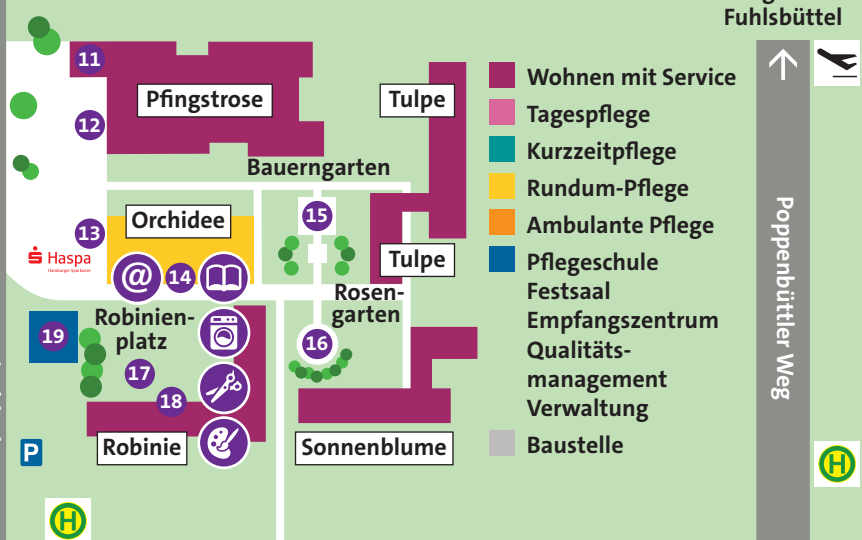 Fuhlsbüttel
11
Pfingstrose
12
Tulpe
Wohnen mit Service
Tagespflege
Kurzzeitpflege
Rundum-Pflege
Ambulante Pflege
Pflegeschule
Festsaal
Empfangszentrum
Qualitäts-
management
Verwaltung
Baustelle
Bauerngarten
15
Orchidee
13
Haspa
Hamburger Sparkasse
@
14
Tulpe
Rosen-
garten
16
Robinien-
platz
19
17
18
Robinie
Sonnenblume
P
H
H
Poppenbüttler Weg